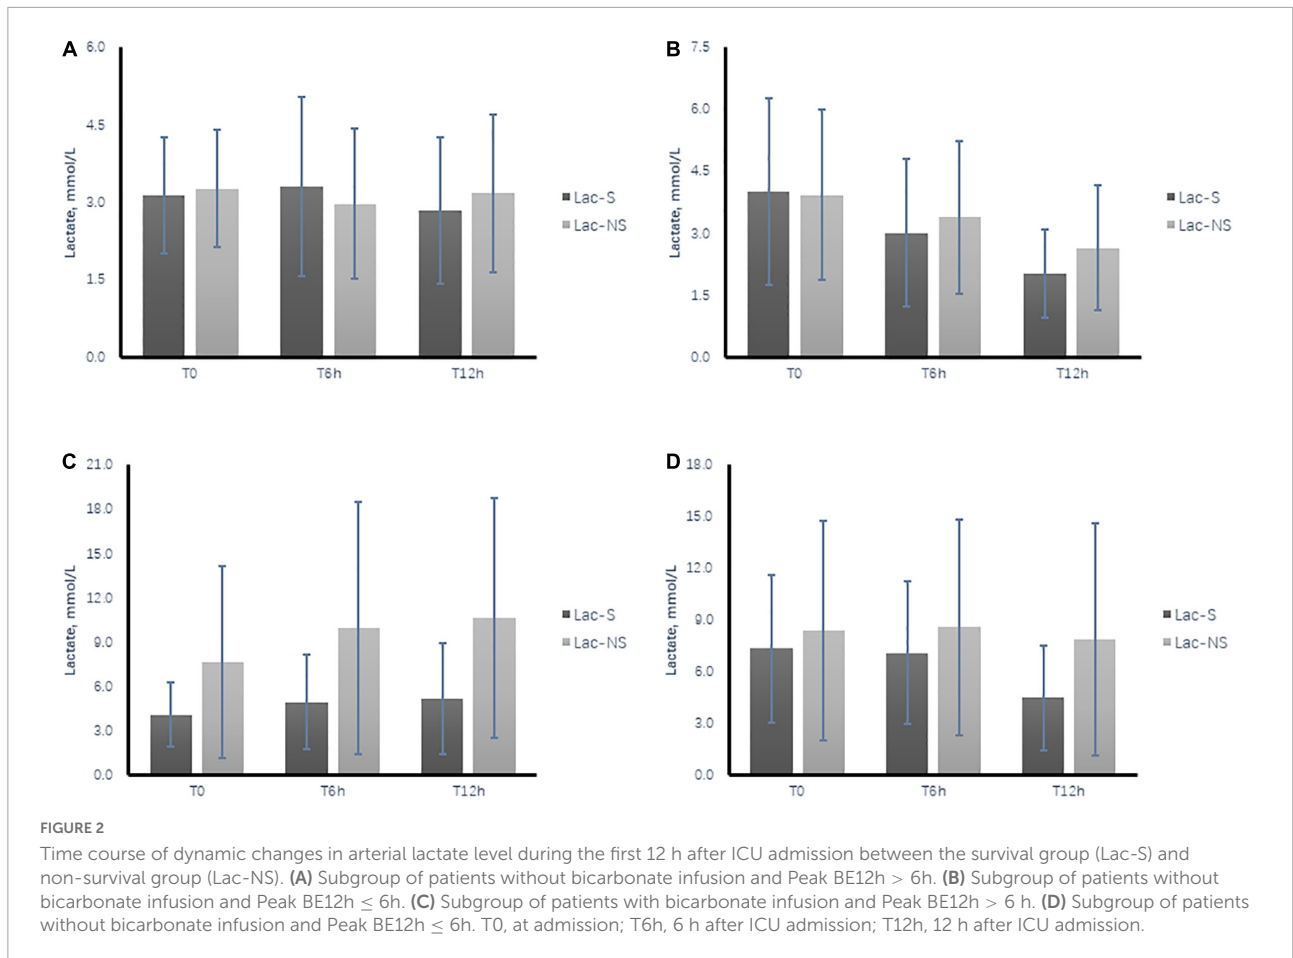 A
6.0
4.5
3.0
1.5
0.0
Lactate, mmol/L
T0 T6h T12h
Lac-S
Lac-NS
B
7.5
6.0
4.5
3.0
1.5
0.0
Lactate, mmol/L
T0 T6h T12h
Lac-S
Lac-NS
C
21.0
18.0
15.0
12.0
9.0
6.0
3.0
0.0
Lactate, mmol/L
T0 T6h T12h
Lac-S
Lac-NS
D
18.0
15.0
12.0
9.0
6.0
3.0
0.0
Lactate, mmol/L
T0 T6h T12h
Lac-S
Lac-NS
FIGURE 2
Time course of dynamic changes in arterial lactate level during the first 12 h after ICU admission between the survival group (Lac-S) and
non-survival group (Lac-NS). (A) Subgroup of patients without bicarbonate infusion and Peak BE12h > 6h. (B) Subgroup of patients without
bicarbonate infusion and Peak BE12h ≤ 6h. (C) Subgroup of patients with bicarbonate infusion and Peak BE12h > 6 h. (D) Subgroup of patients
without bicarbonate infusion and Peak BE12h ≤ 6h. T0, at admission; T6h, 6 h after ICU admission; T12h, 12 h after ICU admission.